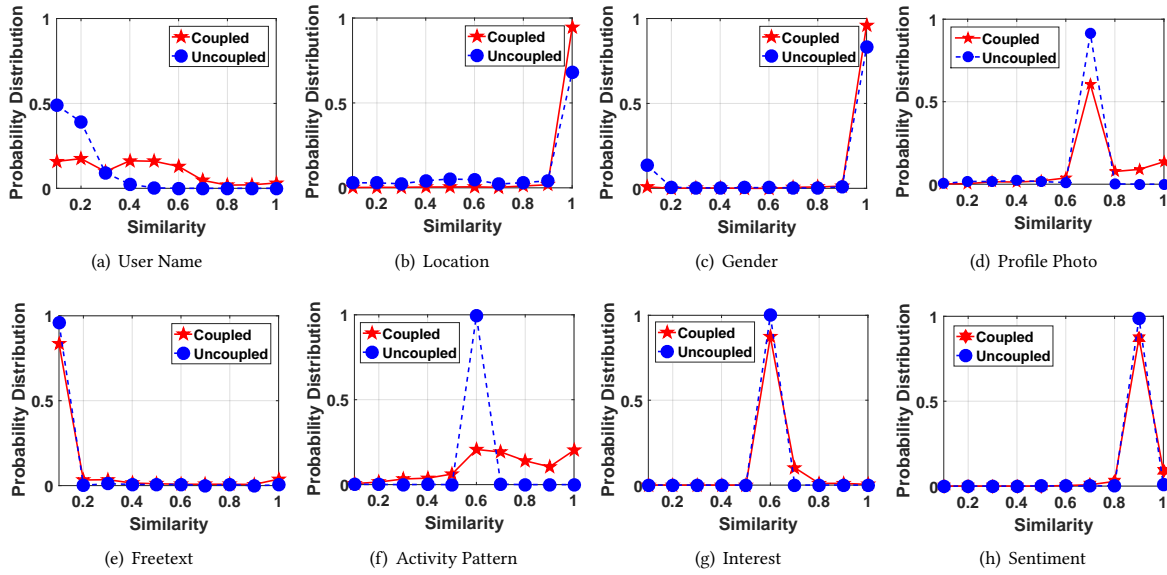 1
0.5
0
Probability Distribution
Coupled
Uncoupled
0.2 0.4 0.6 0.8 1
Similarity
(a) User Name
1
0.5
0
Probability Distribution
Coupled
Uncoupled
0.2 0.4 0.6 0.8 1
Similarity
(b) Location
1
0.5
0
Probability Distribution
Coupled
Uncoupled
0.2 0.4 0.6 0.8 1
Similarity
(c) Gender
1
0.5
0
Probability Distribution
Coupled
Uncoupled
0.2 0.4 0.6 0.8 1
Similarity
(d) Profile Photo
1
0.5
0
Probability Distribution
Coupled
Uncoupled
0.2 0.4 0.6 0.8 1
Similarity
(e) Freetext
1
0.5
0
Probability Distribution
Coupled
Uncoupled
0.2 0.4 0.6 0.8 1
Similarity
(f) Activity Pattern
1
0.5
0
Probability Distribution
Coupled
Uncoupled
0.2 0.4 0.6 0.8 1
Similarity
(g) Interest
1
0.5
0
Probability Distribution
Coupled
Uncoupled
0.2 0.4 0.6 0.8 1
Similarity
(h) Sentiment